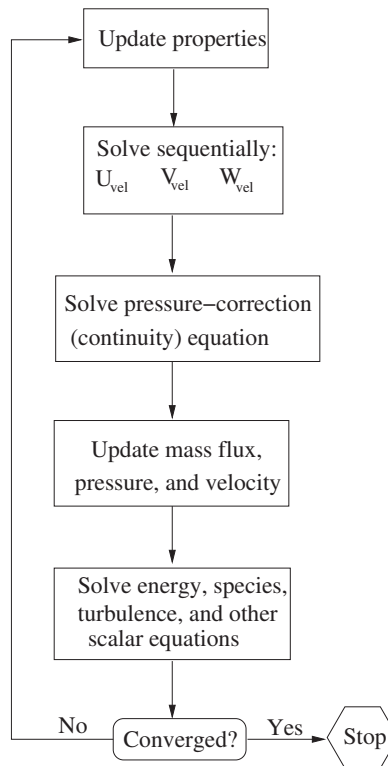 Update properties
Solve sequentially:
U_vel V_vel W_vel
Solve pressure−correction
(continuity) equation
Update mass flux,
pressure, and velocity
Solve energy, species,
turbulence, and other
scalar equations
No
Converged?
Yes
Stop